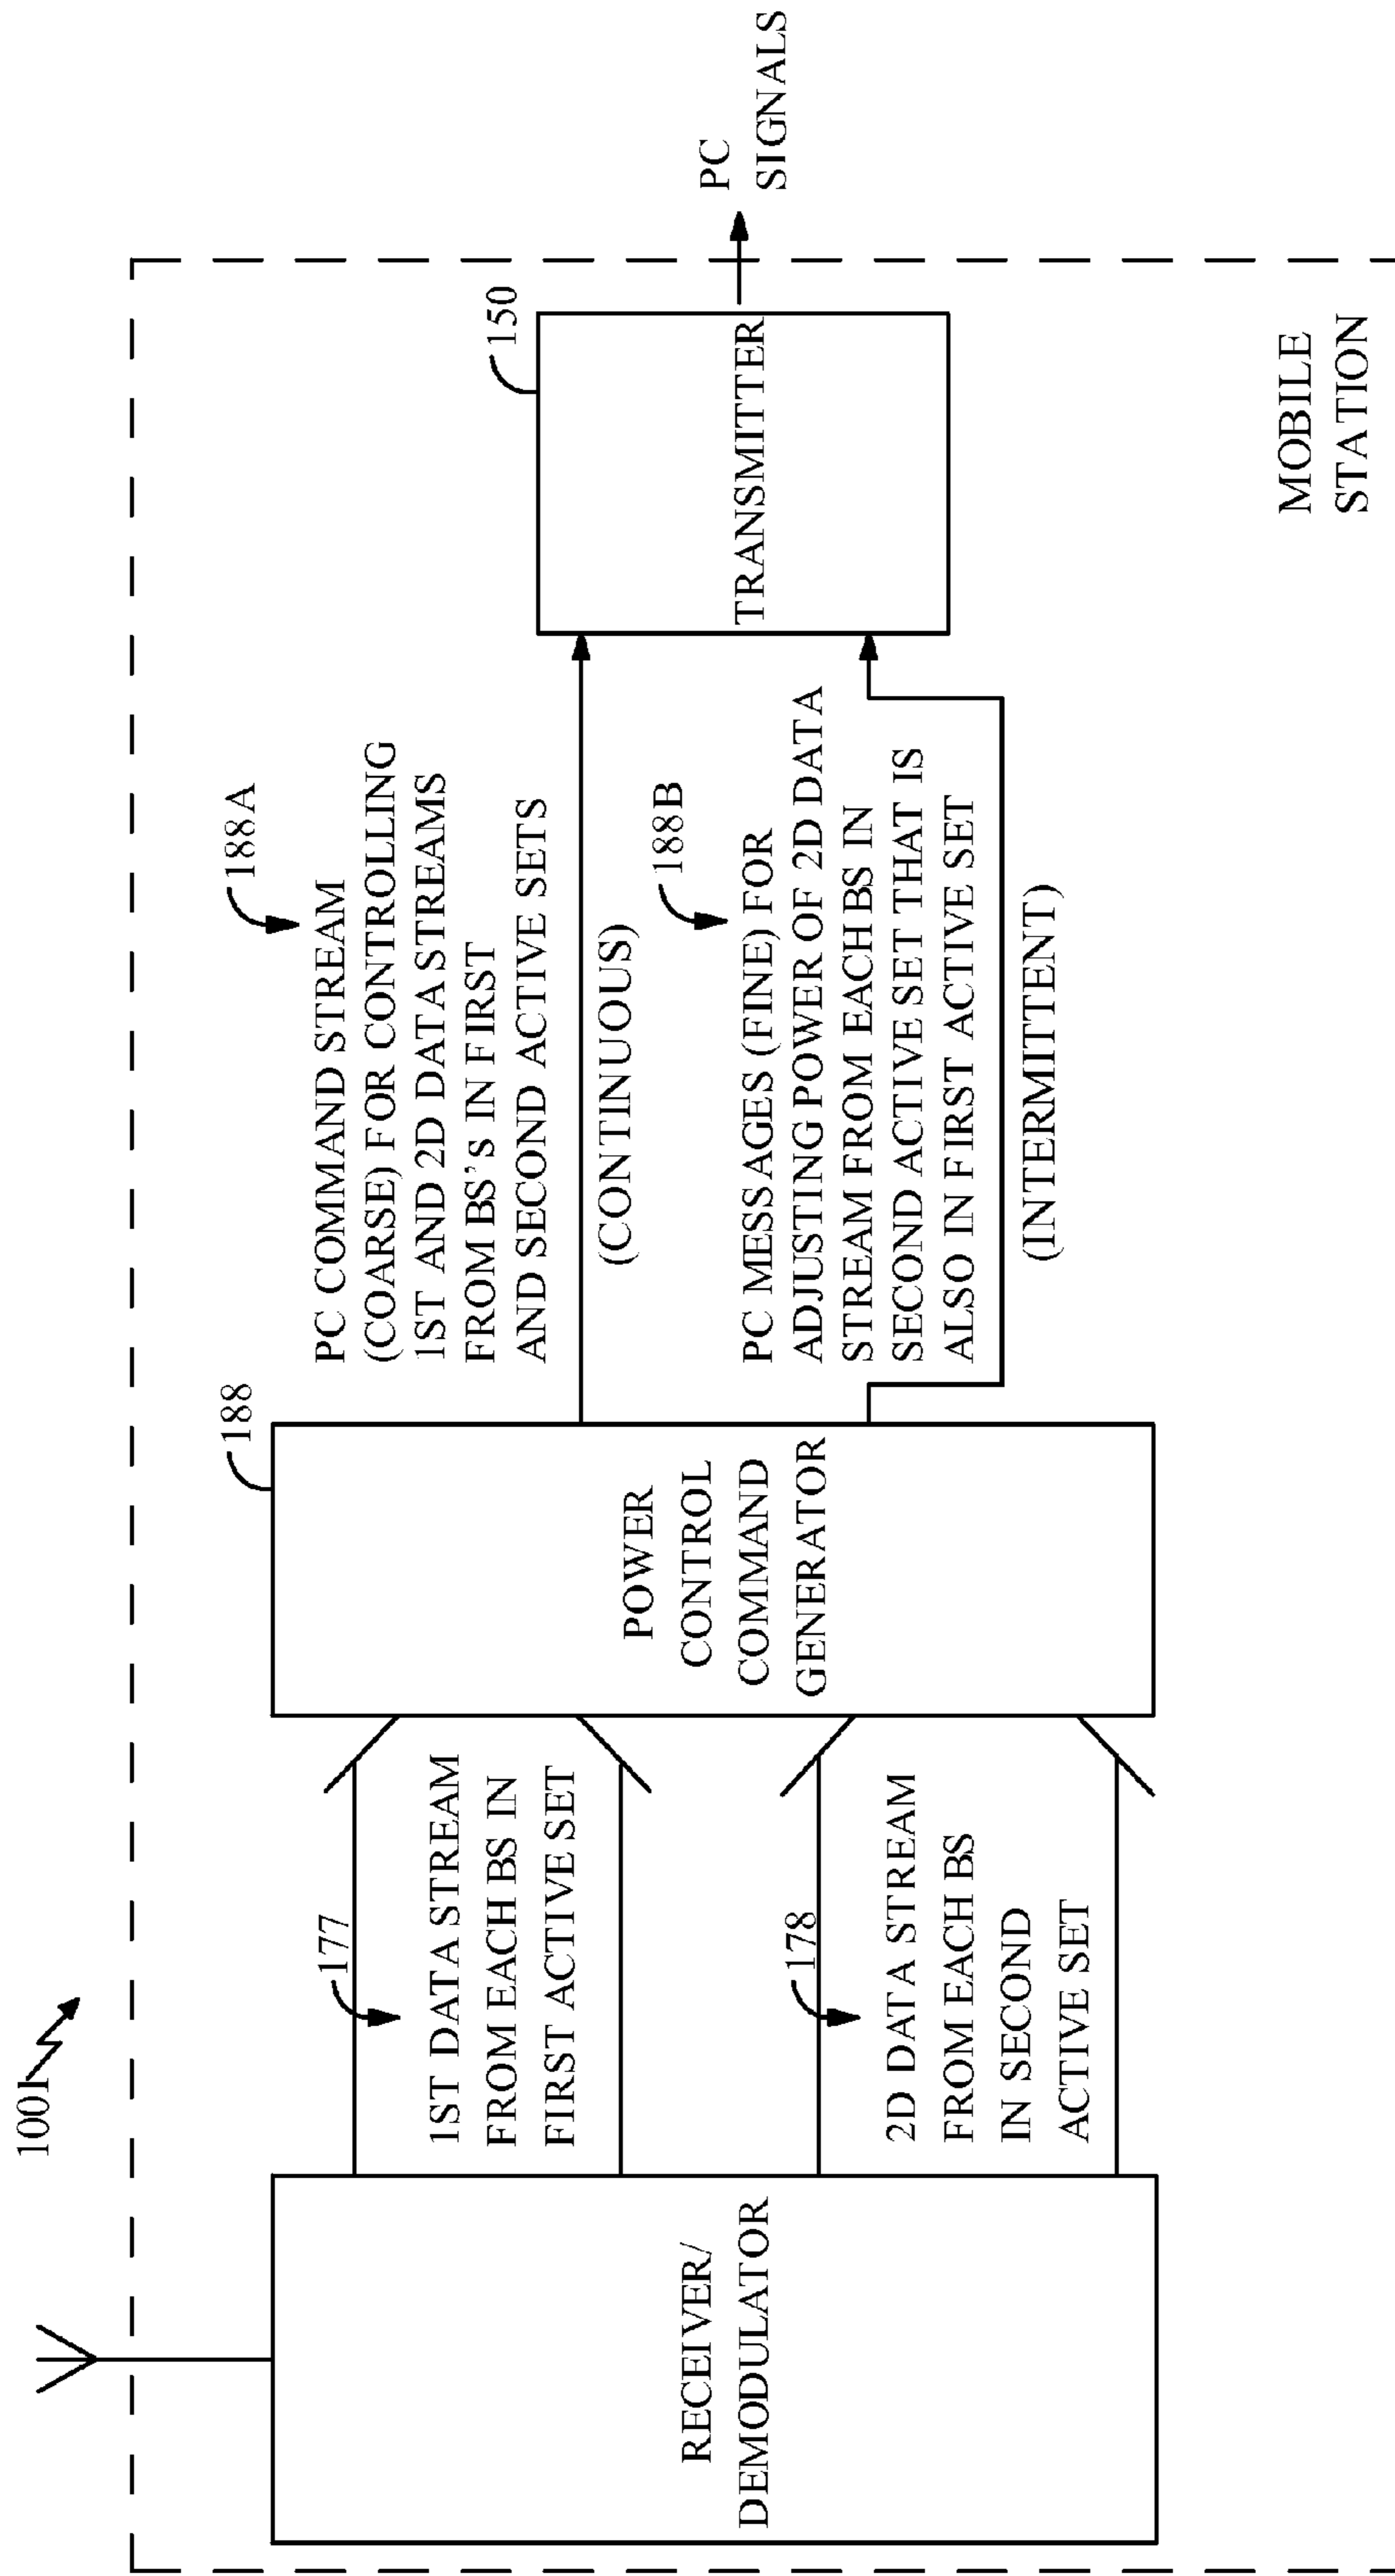 1001
RECEIVER/
DEMODULATOR
177
1ST DATA STREAM
FROM EACH BS IN
FIRST ACTIVE SET
178
2D DATA STREAM
FROM EACH BS
IN SECOND
ACTIVE SET
188
POWER
CONTROL
COMMAND
GENERATOR
188A
PC COMMAND STREAM
(COARSE) FOR CONTROLLING
1ST AND 2D DATA STREAMS
FROM BS'S IN FIRST
AND SECOND ACTIVE SETS
(CONTINUOUS)
188B
PC MESSAGES (FINE) FOR
ADJUSTING POWER OF 2D DATA
STREAM FROM EACH BS IN
SECOND ACTIVE SET THAT IS
ALSO IN FIRST ACTIVE SET
(INTERMITTENT)
150
TRANSMITTER
PC
SIGNALS
MOBILE
STATION